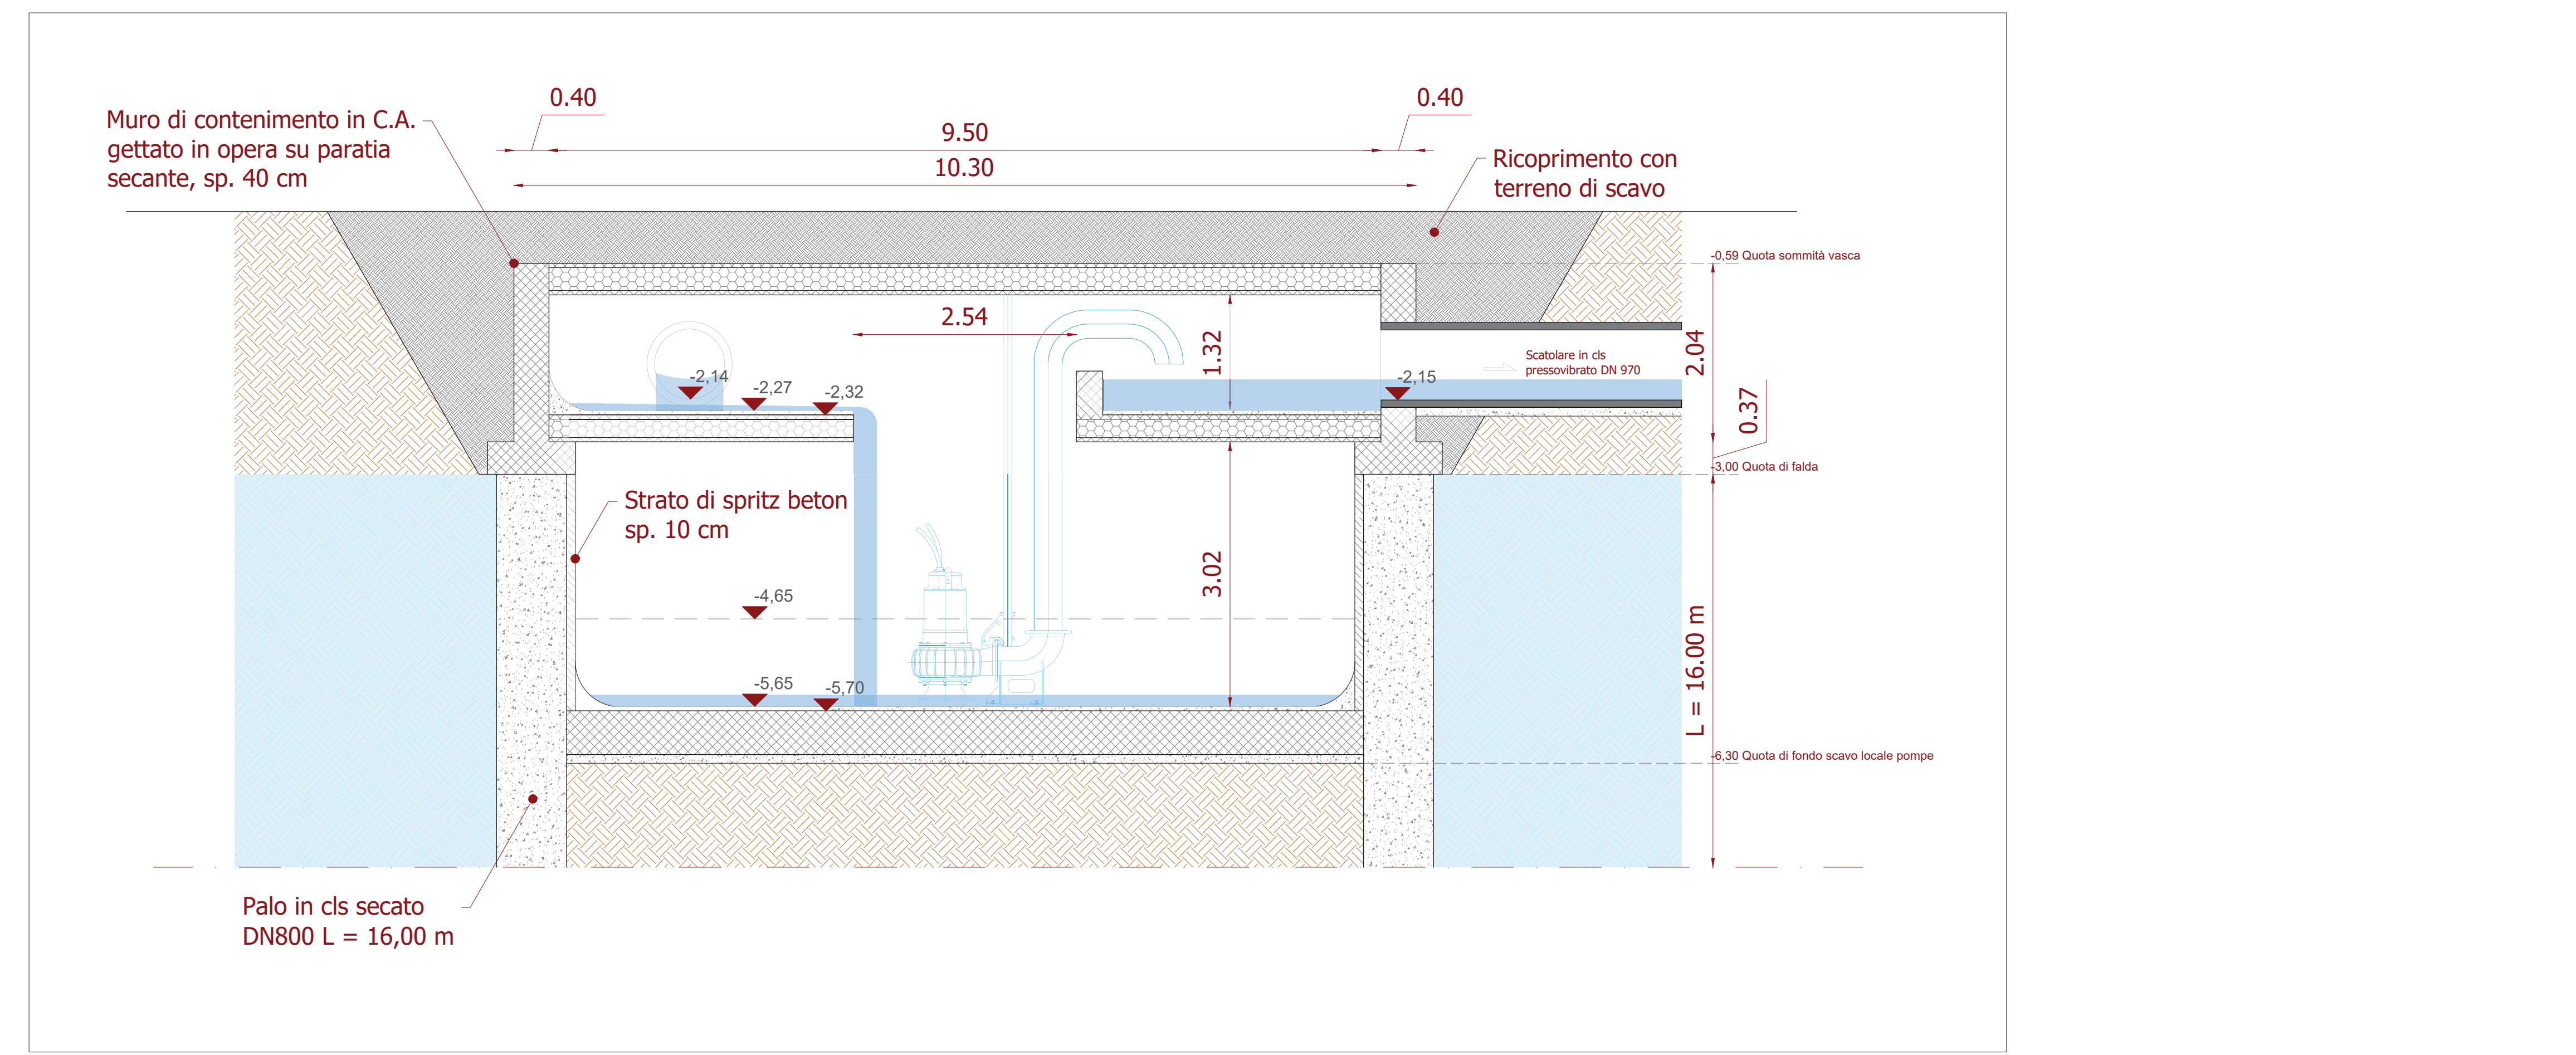 0.40
0.40
Muro di contenimento in C.A.
gettato in opera su paratia
secante, sp. 40 cm
9.50
10.30
Ricoprimento con
terreno di scavo
-0,59 Quota sommità vasca
2.54
1.32
2.04
Scatolare in cls
pressovibrato DN 970
-2,14
-2,27
-2,32
-2,15
0.37
-3,00 Quota di falda
Strato di spritz beton
sp. 10 cm
3.02
-4,65
L = 16.00 m
-5,65
-5,70
-6,30 Quota di fondo scavo locale pompe
Palo in cls secato
DN800 L = 16,00 m